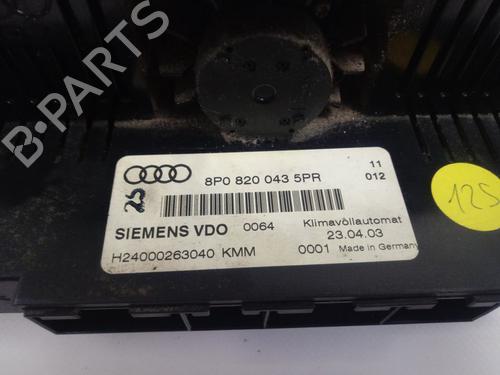 B-PARTS
8P0 820 043 5PR
11
012
25
SIEMENS VDO 0064 Klimavöllautomat
23.04.03
H24000263040 KMM 0001 Made in Germany
125